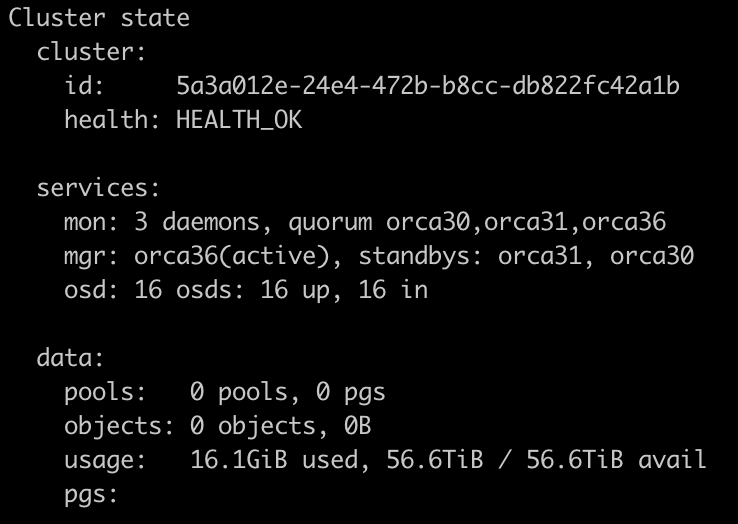 Cluster state
  cluster:
    id:     5a3a012e-24e4-472b-b8cc-db822fc42a1b
    health: HEALTH_OK

  services:
    mon: 3 daemons, quorum orca30,orca31,orca36
    mgr: orca36(active), standbys: orca31, orca30
    osd: 16 osds: 16 up, 16 in

  data:
    pools:   0 pools, 0 pgs
    objects: 0 objects, 0B
    usage:   16.1GiB used, 56.6TiB / 56.6TiB avail
    pgs: